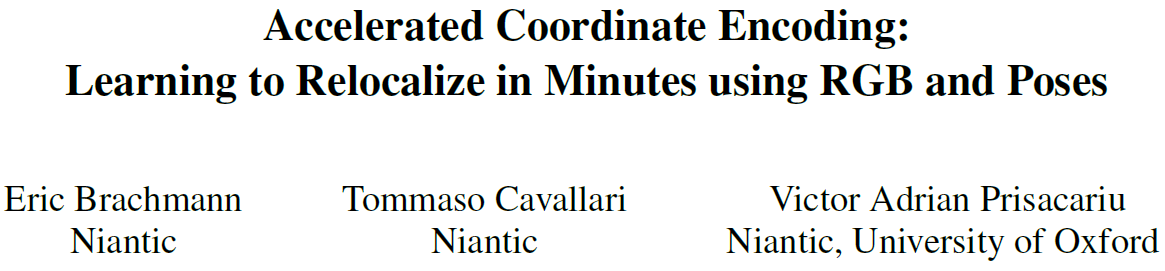 Accelerated Coordinate Encoding:
Learning to Relocalize in Minutes using RGB and Poses
Eric Brachmann
Niantic
Tommaso Cavallari
Niantic
Victor Adrian Prisacariu
Niantic, University of Oxford